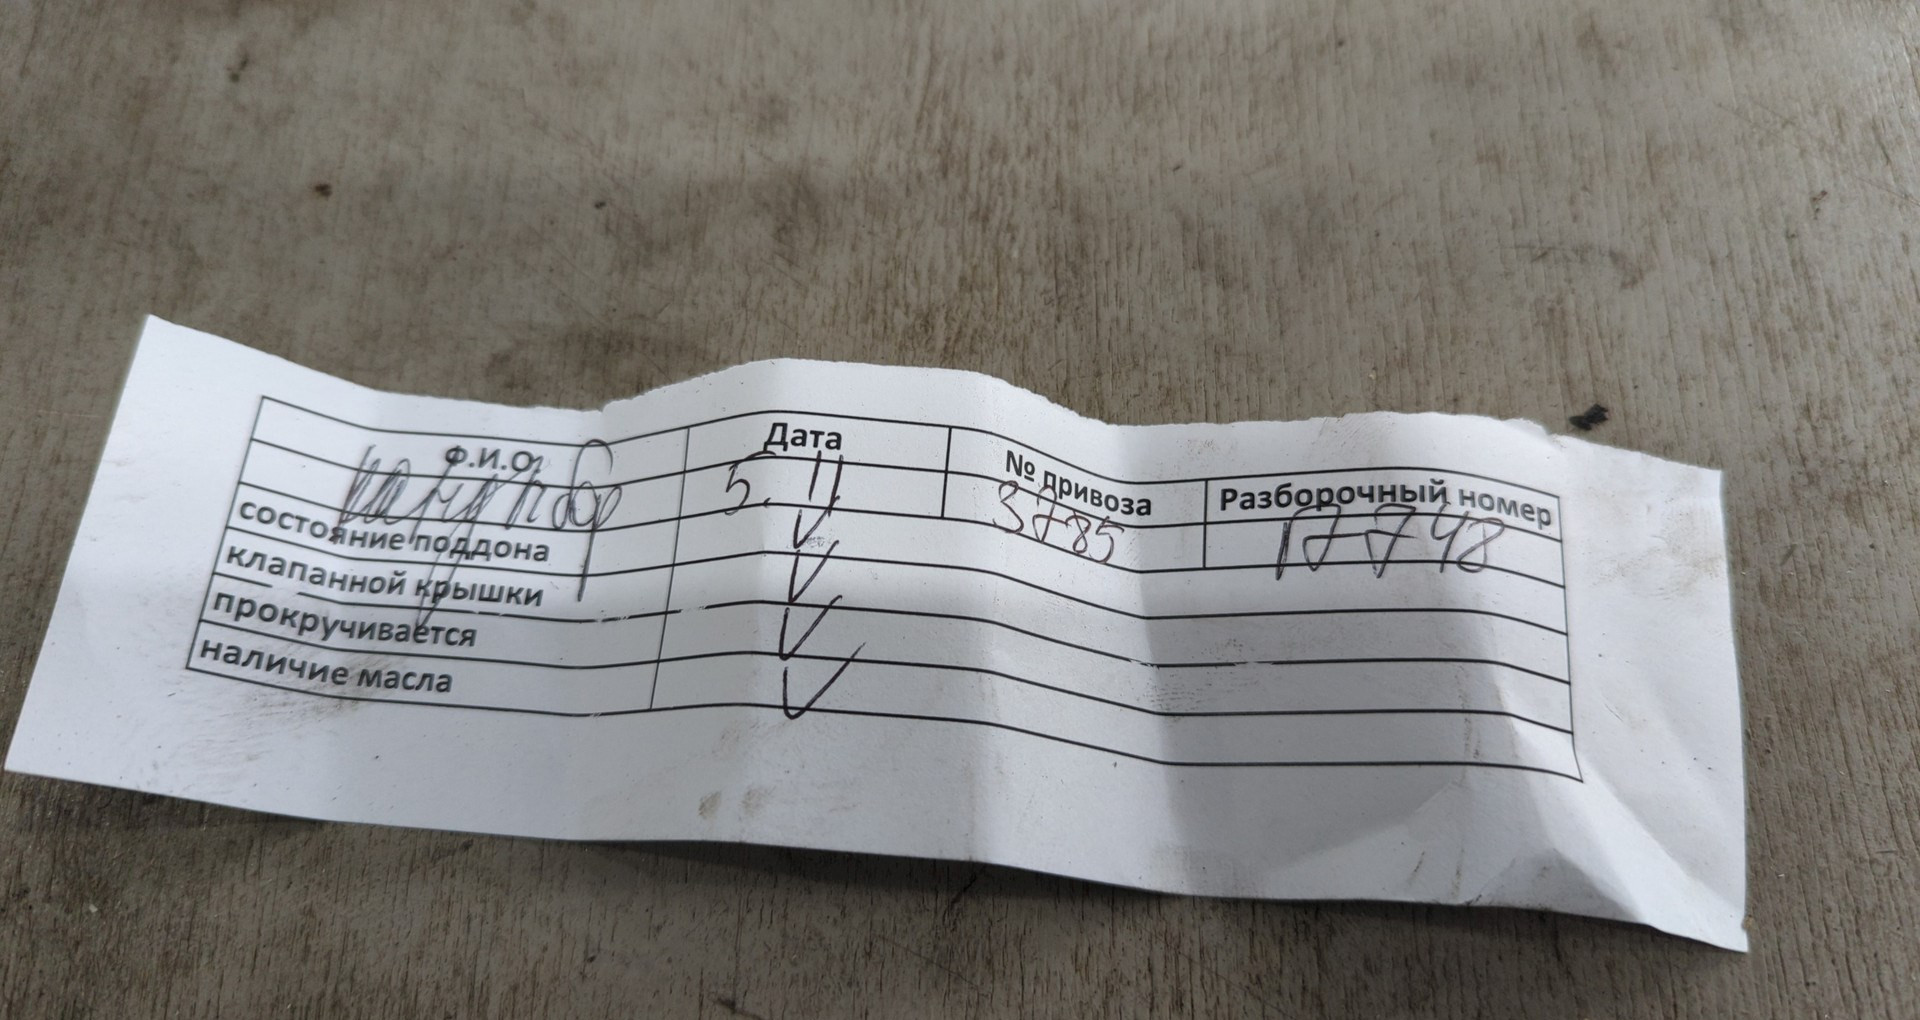 Ф.И.О. Дата № привоза Разборочный номер
5.11 3785 17748
состояние поддона ✓
клапанной крышки ✓
прокручивается ✓
наличие масла ✓